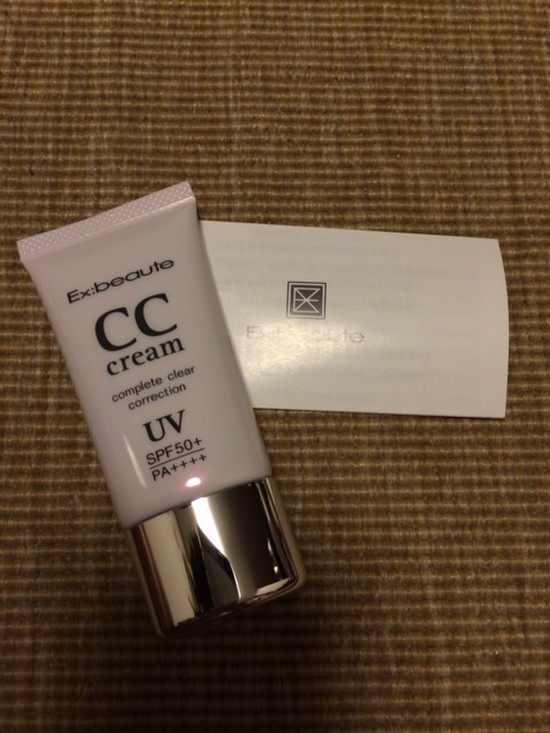 Ex:beaute
CC
cream
complete clear
correction
UV
SPF50+
PA++++
Ex:beaute